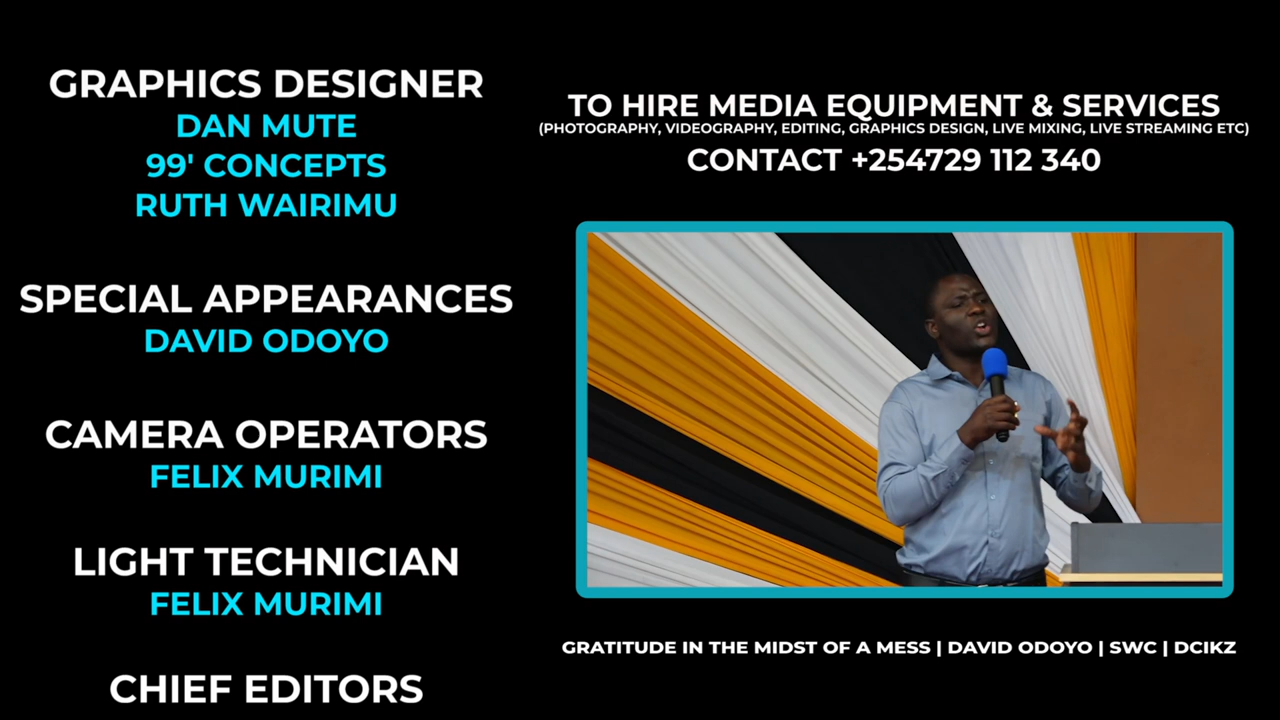 GRAPHICS DESIGNER
DAN MUTE
99' CONCEPTS
RUTH WAIRIMU
SPECIAL APPEARANCES
DAVID ODOYO
CAMERA OPERATORS
FELIX MURIMI
LIGHT TECHNICIAN
FELIX MURIMI
CHIEF EDITORS
TO HIRE MEDIA EQUIPMENT & SERVICES
(PHOTOGRAPHY, VIDEOGRAPHY, EDITING, GRAPHICS DESIGN, LIVE MIXING, LIVE STREAMING ETC)
CONTACT +254729 112 340
GRATITUDE IN THE MIDST OF A MESS | DAVID ODOYO | SWC | DCIKZ